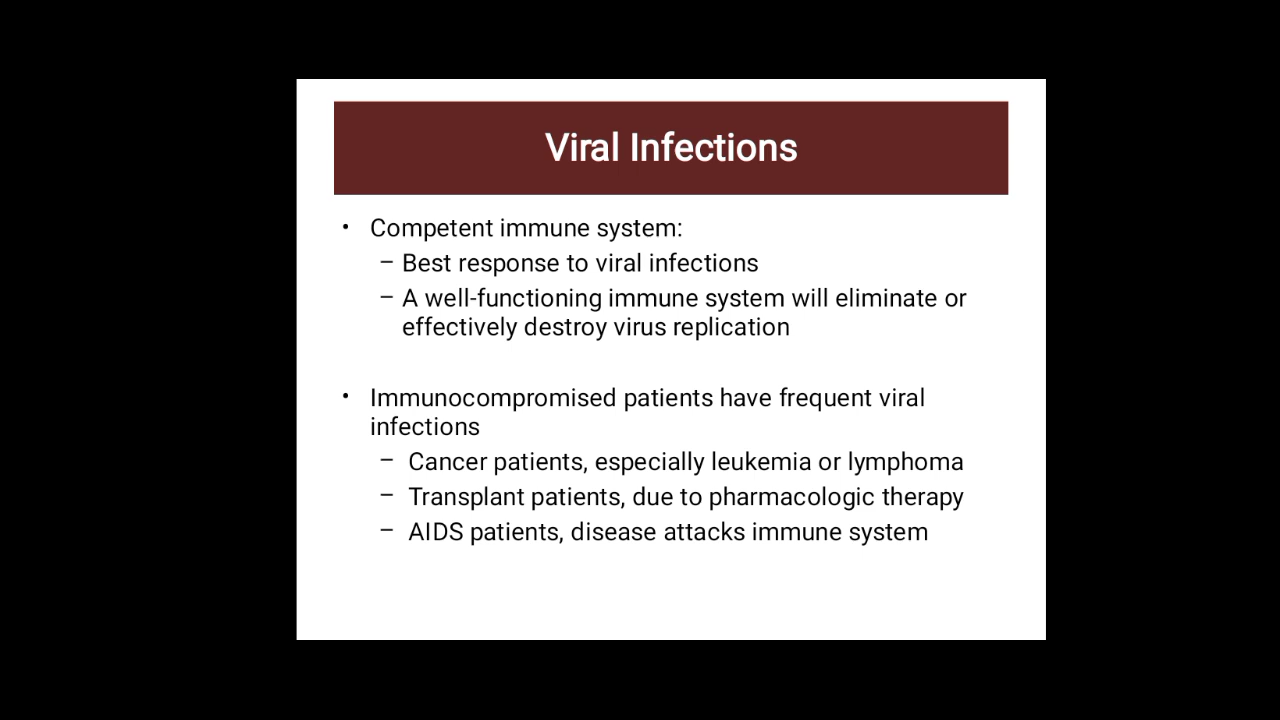 Viral Infections
• Competent immune system:
– Best response to viral infections
– A well-functioning immune system will eliminate or
effectively destroy virus replication
• Immunocompromised patients have frequent viral
infections
– Cancer patients, especially leukemia or lymphoma
– Transplant patients, due to pharmacologic therapy
– AIDS patients, disease attacks immune system